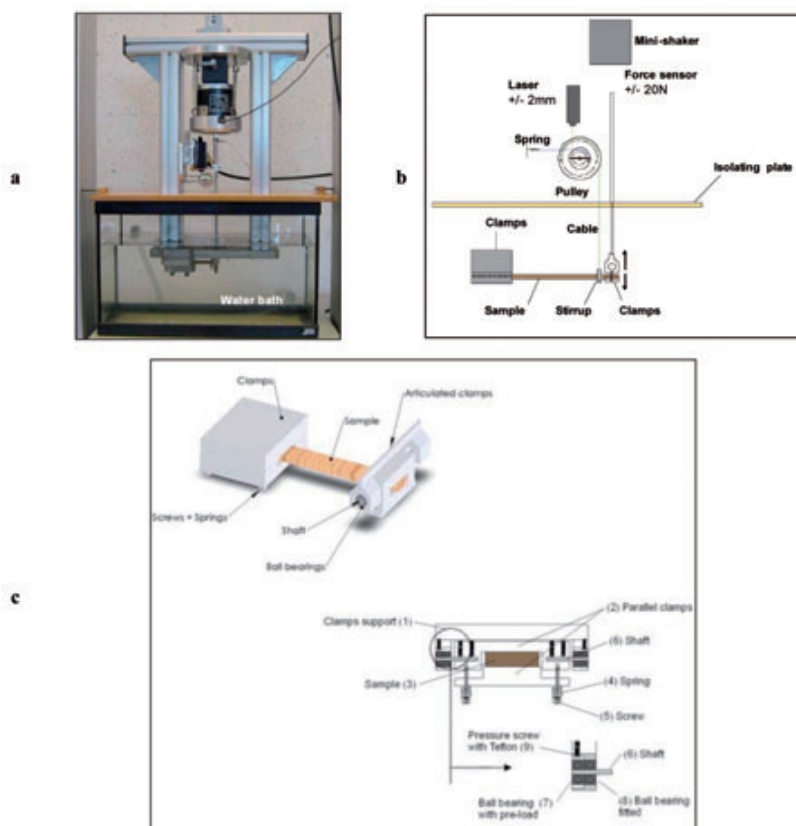 a
Water bath
b
Mini-shaker
Laser
+/- 2mm
Force sensor
+/- 20N
Spring
Pulley
Isolating plate
Clamps
Cable
Sample
Stirrup
Clamps
c
Clamps
Articulated clamps
Sample
Screws + Springs
Shaft
Ball bearings
(2) Parallel clamps
Clamps support (1)
(6) Shaft
Sample (3)
(4) Spring
(5) Screw
Pressure screw
with Teflon (9)
(6) Shaft
Ball bearing (7)
with pre-load
(8) Ball bearing
fitted